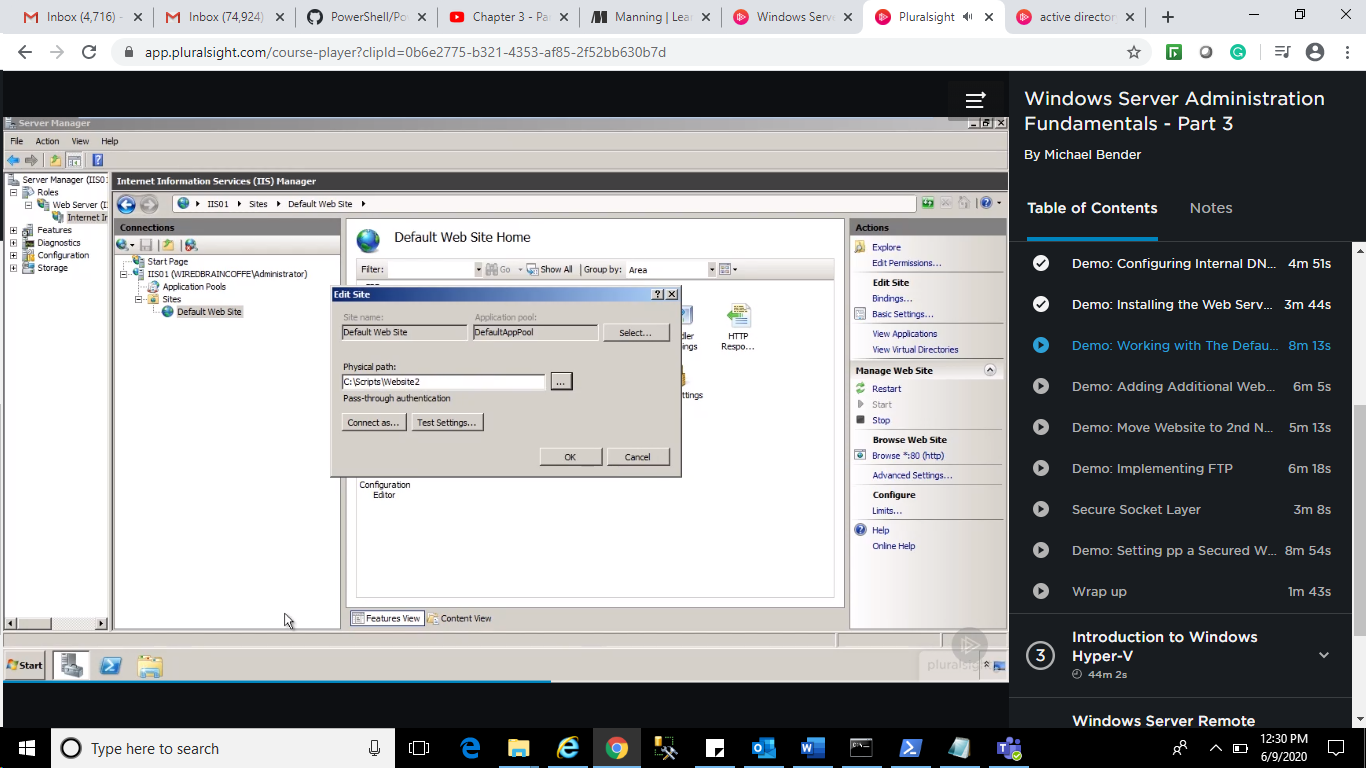 Inbox (4,716) -
Inbox (74,924)
PowerShell/Po
Chapter 3 - Pa
Manning | Lea
Windows Serv
Pluralsight
active director
app.pluralsight.com/course-player?clipId=0b6e2775-b321-4353-af85-2f52bb630b7d
Server Manager
File Action View Help
Server Manager (IIS01
Roles
Web Server (I
Internet Ir
Features
Diagnostics
Configuration
Storage
Internet Information Services (IIS) Manager
IIS01 Sites Default Web Site
Connections
Start Page
IIS01 (WIREDBRAINCOFFE\Administrator)
Application Pools
Sites
Default Web Site
Default Web Site Home
Filter: Go Show All Group by: Area
Edit Site
Site name: Application pool:
Default Web Site DefaultAppPool Select...
Physical path:
C:\Scripts\Website2 ...
Pass-through authentication
Connect as... Test Settings...
OK Cancel
HTTP
Respo...
Configuration
Editor
Features View Content View
Actions
Explore
Edit Permissions...
Edit Site
Bindings...
Basic Settings...
View Applications
View Virtual Directories
Manage Web Site
Restart
Start
Stop
Browse Web Site
Browse *:80 (http)
Advanced Settings...
Configure
Limits...
Help
Online Help
Start
pluralsig
Windows Server Administration
Fundamentals - Part 3
By Michael Bender
Table of Contents Notes
Demo: Configuring Internal DN... 4m 51s
Demo: Installing the Web Serv... 3m 44s
Demo: Working with The Defau... 8m 13s
Demo: Adding Additional Web... 6m 5s
Demo: Move Website to 2nd N... 5m 13s
Demo: Implementing FTP 6m 18s
Secure Socket Layer 3m 8s
Demo: Setting pp a Secured W... 8m 54s
Wrap up 1m 43s
3
Introduction to Windows
Hyper-V
44m 2s
Windows Server Remote
Type here to search
12:30 PM
6/9/2020